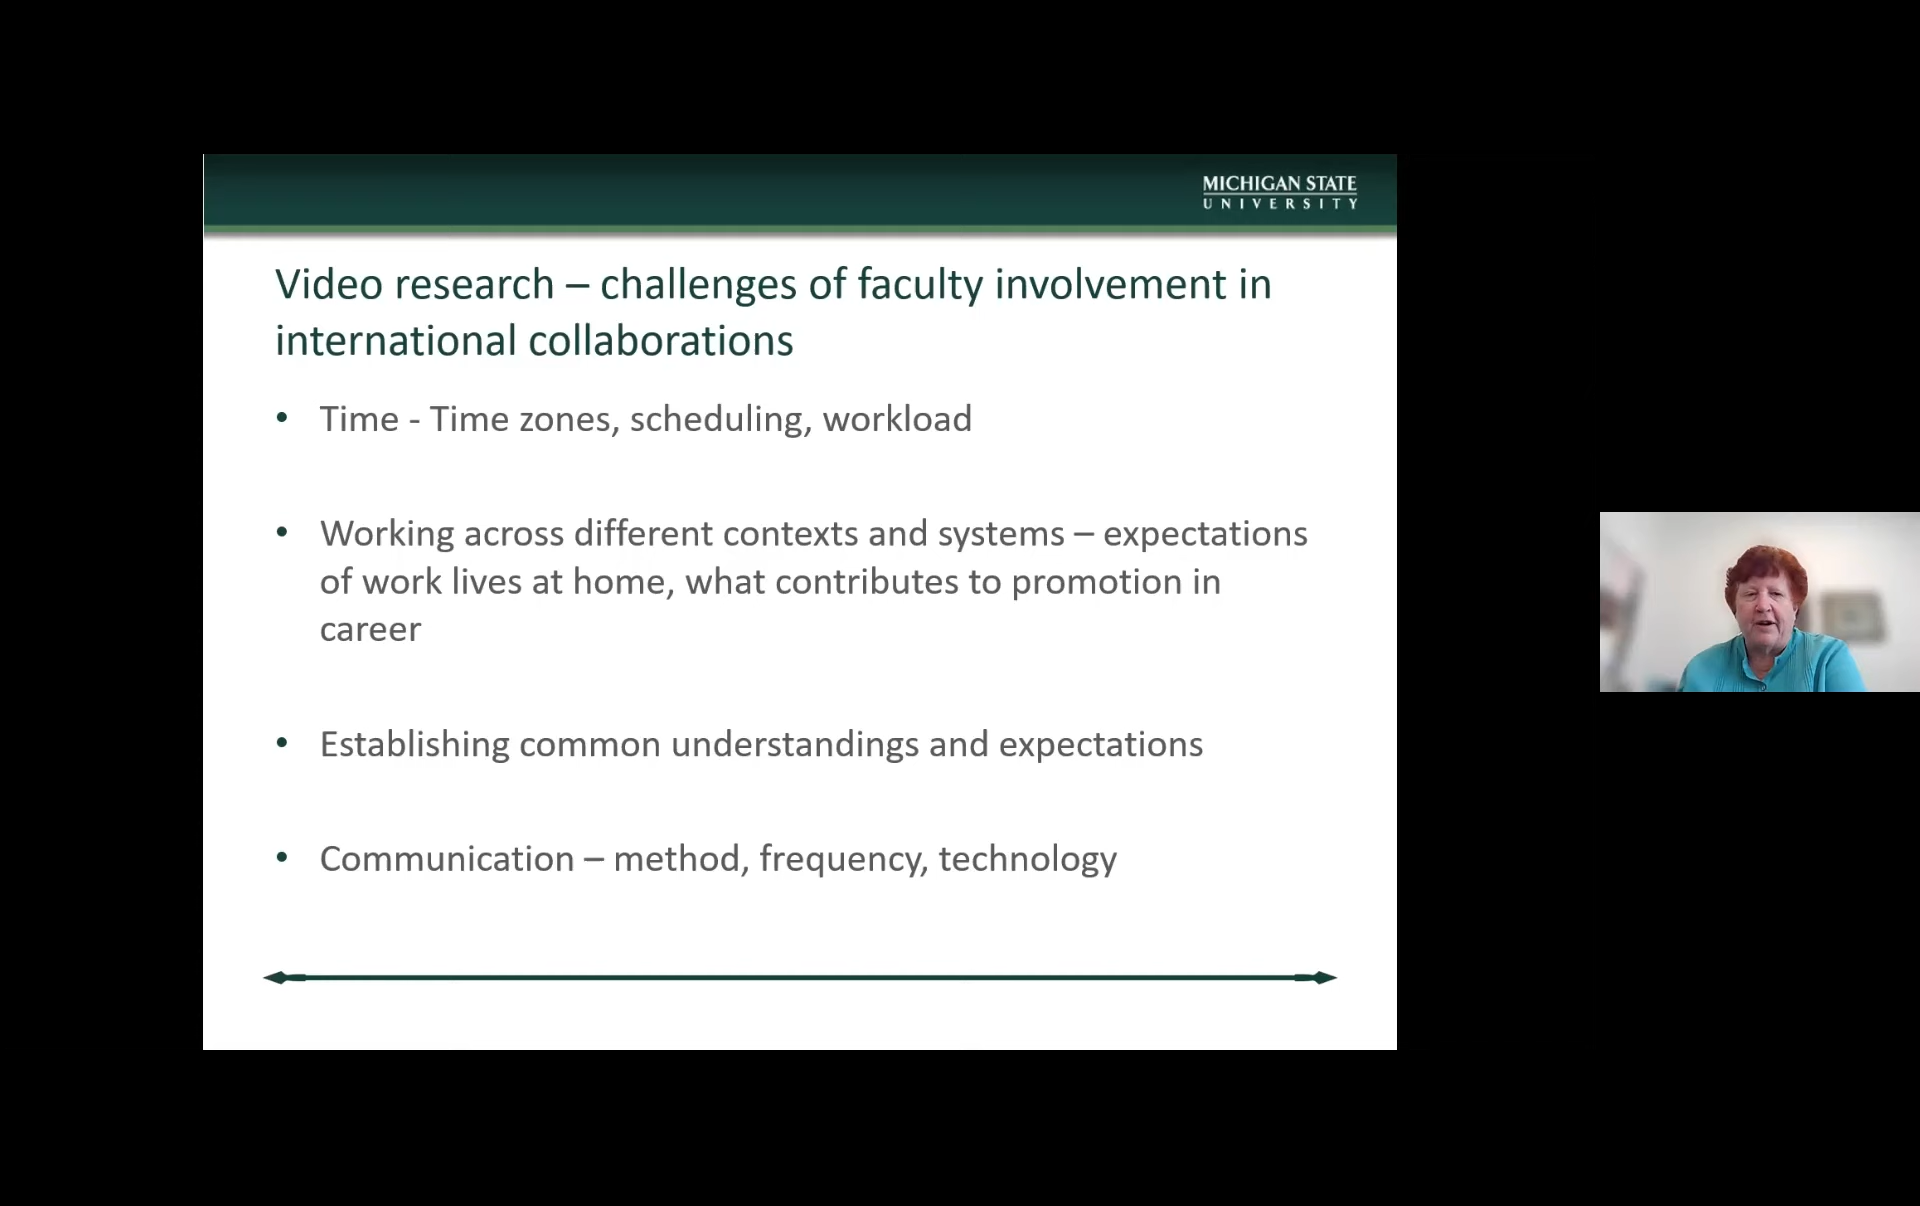 MICHIGAN STATE
UNIVERSITY
Video research – challenges of faculty involvement in
international collaborations
• Time - Time zones, scheduling, workload
• Working across different contexts and systems – expectations
of work lives at home, what contributes to promotion in
career
• Establishing common understandings and expectations
• Communication – method, frequency, technology